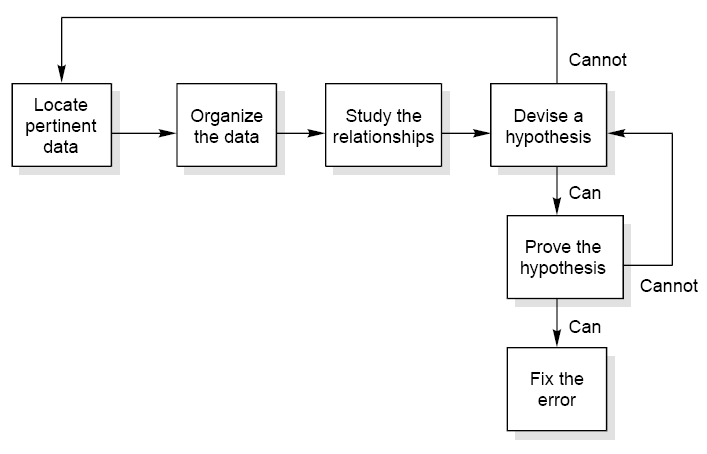 Cannot
Locate
pertinent
data
Organize
the data
Study the
relationships
Devise a
hypothesis
Can
Prove the
hypothesis
Cannot
Can
Fix the
error